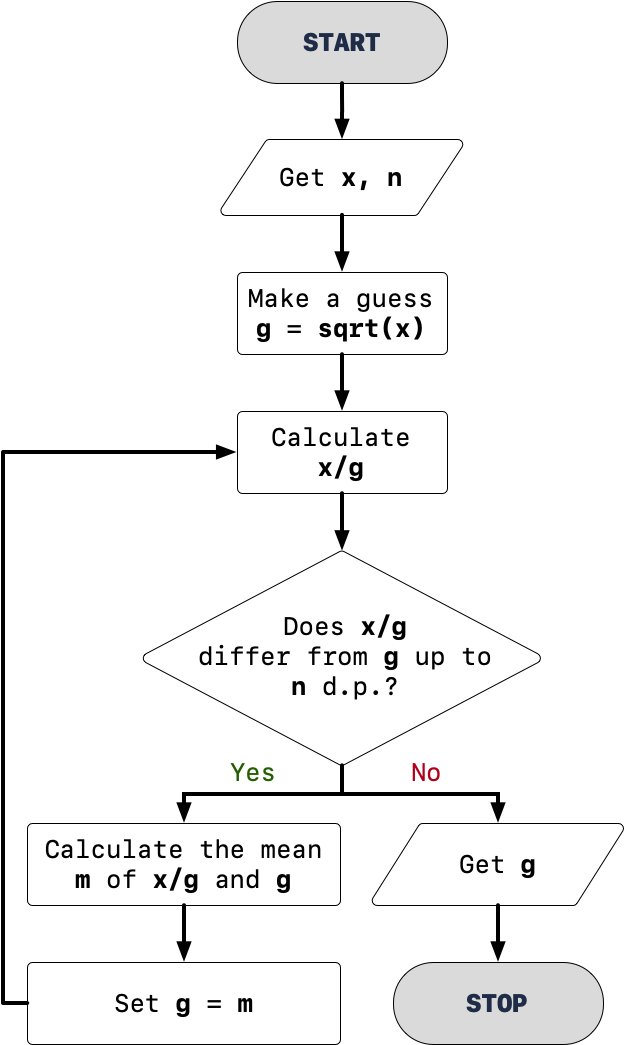 START
Get x, n
Make a guess
g = sqrt(x)
Calculate
x/g
Does x/g
differ from g up to
n d.p.?
Yes
No
Calculate the mean
m of x/g and g
Get g
Set g = m
STOP